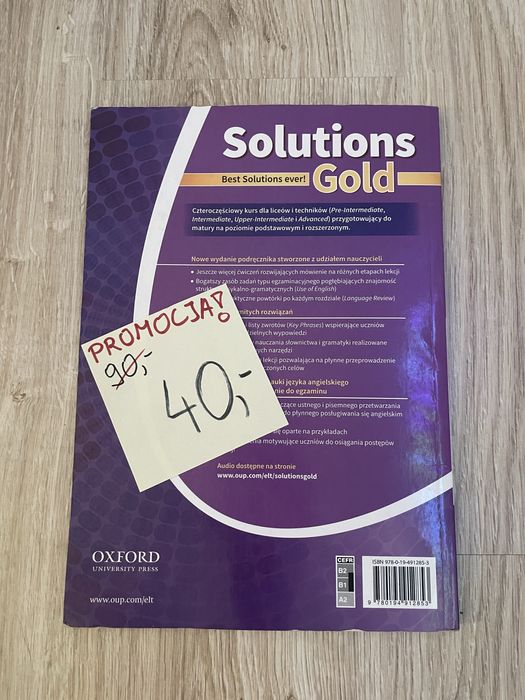 Solutions
Best Solutions ever! Gold
Czteroczęściowy kurs dla liceów i techników (Pre-Intermediate,
Intermediate, Upper-Intermediate i Advanced) przygotowujący do
matury na poziomie podstawowym i rozszerzonym.
Nowe wydanie podręcznika stworzone z udziałem nauczycieli
• Jeszcze więcej ćwiczeń rozwijających mówienie na różnych etapach lekcji
• Bogatszy zasób zadań typu egzaminacyjnego pogłębiających znajomość
struktur leksykalno-gramatycznych (Use of English)
powtórki po każdym rozdziale (Language Review)
rozwiązań
listy zwrotów (Key Phrases) wspierające uczniów
wypowiedzi
nauczania słownictwa i gramatyki realizowane
narzędzi
lekcji pozwalająca na płynne przeprowadzenie
celów
nauki języka angielskiego
do egzaminu
ustnego i pisemnego przetwarzania
do płynnego posługiwania się angielskim
się oparte na przykładach
motywujące uczniów do osiągania postępów
Audio dostępne na stronie
www.oup.com/elt/solutionsgold
PROMOCJA!
90,-
40,-
OXFORD
UNIVERSITY PRESS
www.oup.com/elt
CEFR
B2
B1
A2
ISBN 978-0-19-491285-3
9 780194 912853